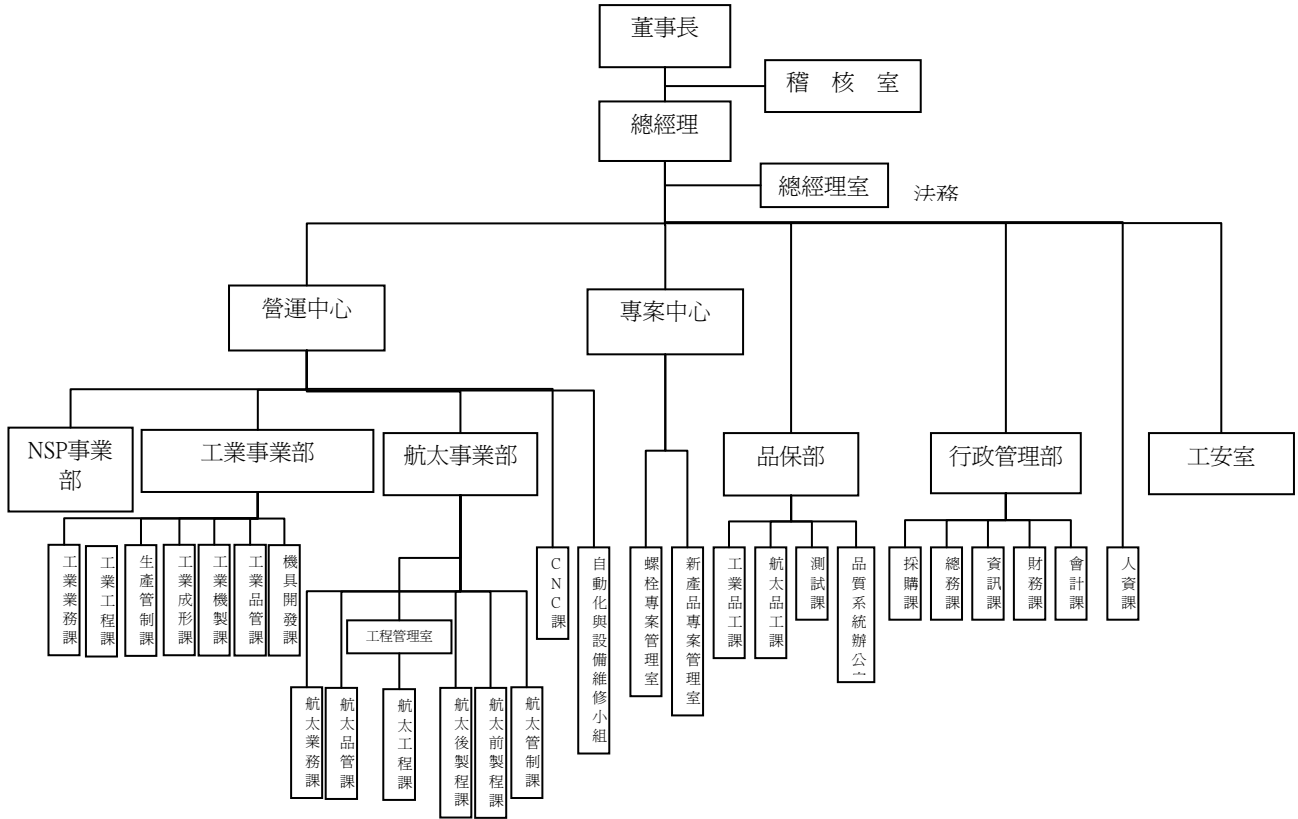 董事長
稽 核 室
總經理
總經理室
法務
營運中心
專案中心
NSP事業
部
工業事業部
航太事業部
品保部
行政管理部
工安室
工業業務課
工業工程課
生產管制課
工業成形課
工業機製課
工業品管課
機具開發課
工程管理室
航太業務課
航太品管課
航太工程課
航太後製程課
航太前製程課
航太管制課
CNC課
自動化與設備維修小組
螺栓專案管理室
新產品專案管理室
工業品工課
航太品工課
測試課
品質系統辦公
採購課
總務課
資訊課
財務課
會計課
人資課